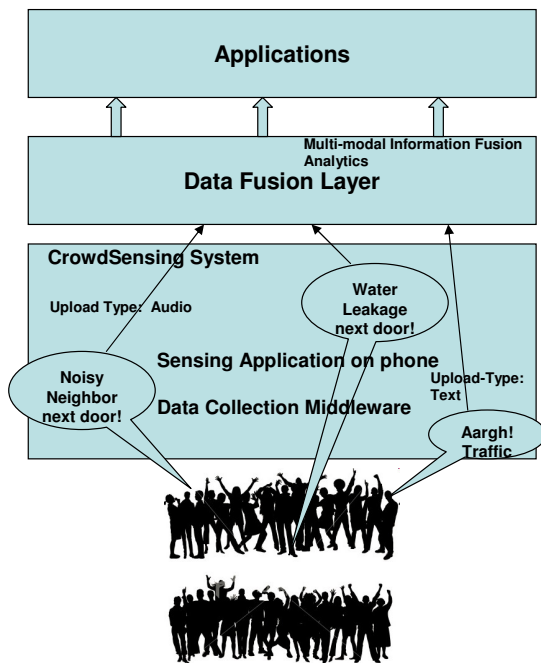 Applications
Multi-modal Information Fusion
Analytics
Data Fusion Layer
CrowdSensing System
Upload Type: Audio
Water
Leakage
next door!
Sensing Application on phone
Noisy
Neighbor
next door!
Upload-Type:
Text
Data Collection Middleware
Aargh!
Traffic